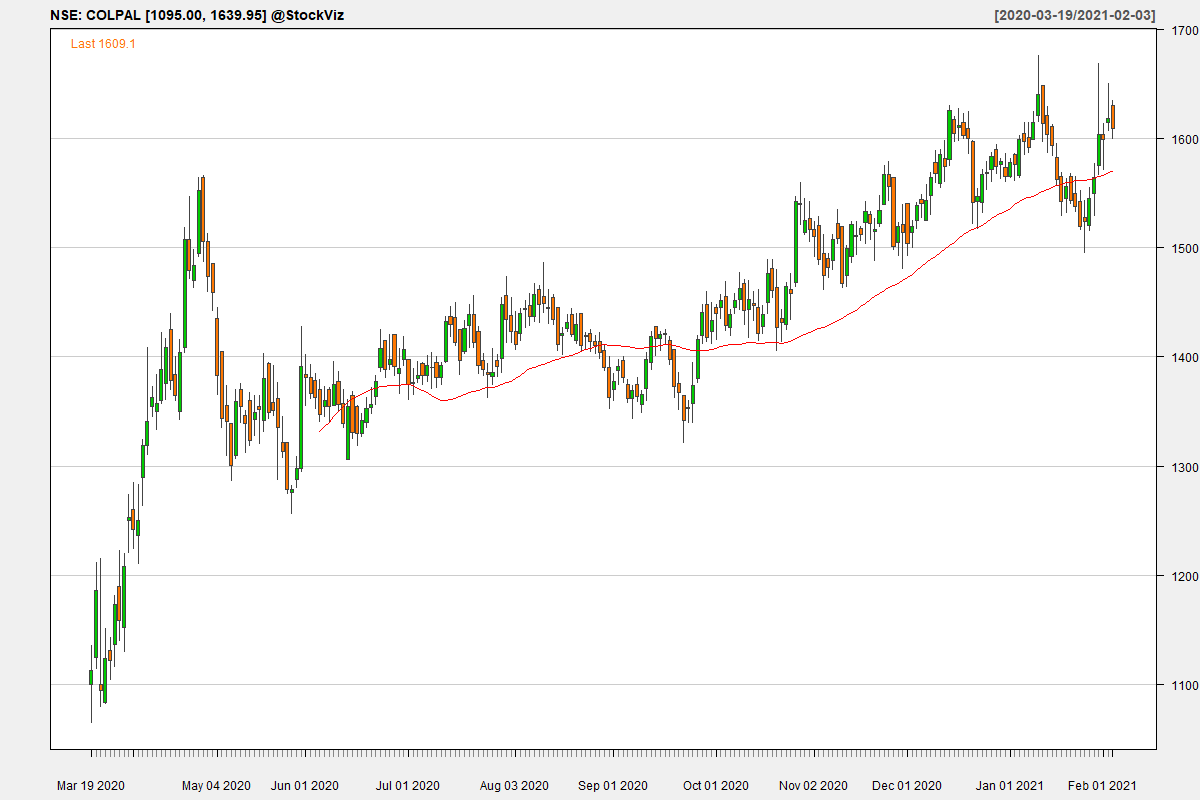 NSE: COLPAL [1095.00, 1639.95] @StockViz [2020-03-19/2021-02-03]
Last 1609.1
1700
1600
1500
1400
1300
1200
1100
Mar 19 2020 May 04 2020 Jun 01 2020 Jul 01 2020 Aug 03 2020 Sep 01 2020 Oct 01 2020 Nov 02 2020 Dec 01 2020 Jan 01 2021 Feb 01 2021